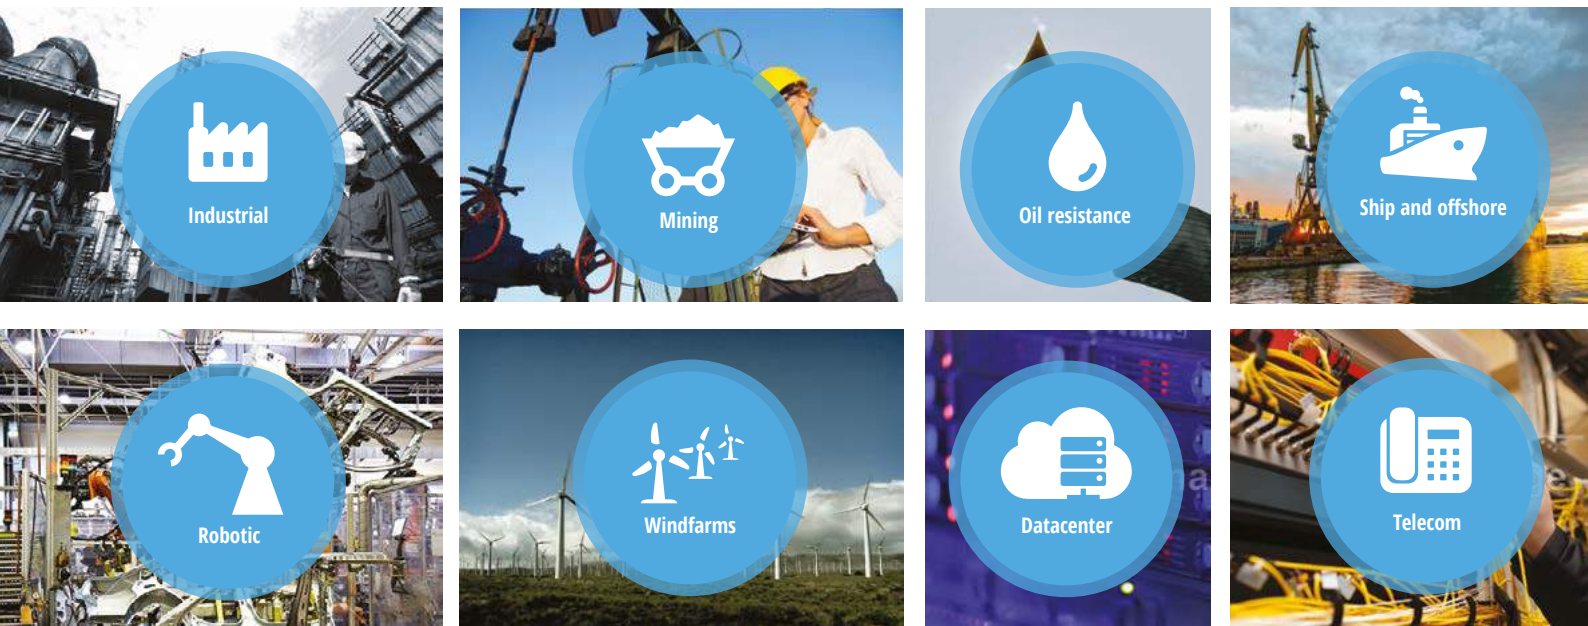 Industrial
Mining
Oil resistance
Ship and offshore
Robotic
Windfarms
Datacenter
Telecom